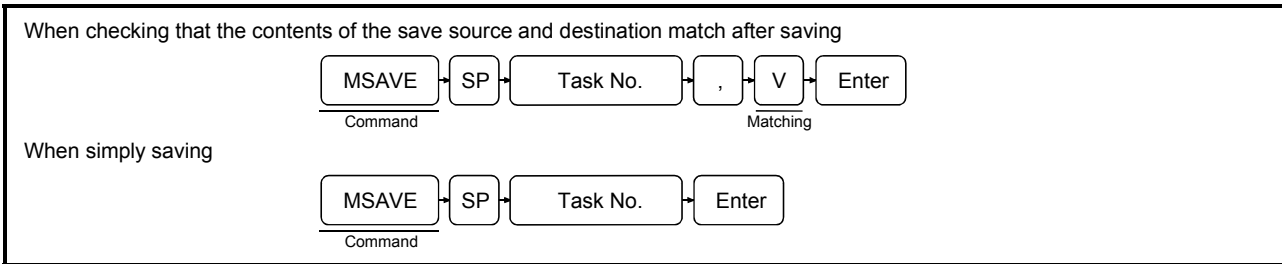 When checking that the contents of the save source and destination match after saving
MSAVE SP Task No. , V Enter
Command Matching
When simply saving
MSAVE SP Task No. Enter
Command